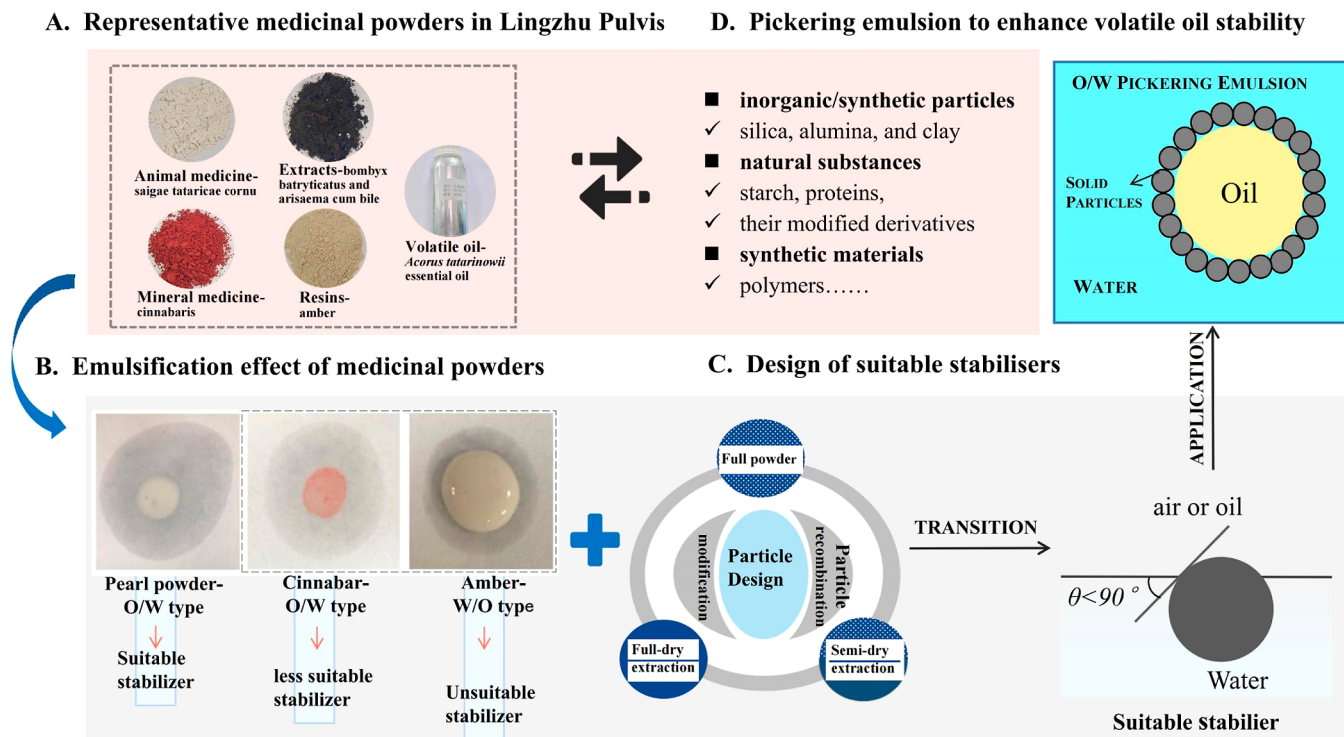 A. Representative medicinal powders in Lingzhu Pulvis
Animal medicine-
saigae tataricae cornu
Extracts-bombyx
batryticatus and
arisaema cum bile
Mineral medicine-
cinnabaris
Resins-
amber
Volatile oil-
Acorus tatarinowii
essential oil
D. Pickering emulsion to enhance volatile oil stability
■ inorganic/synthetic particles
✓ silica, alumina, and clay
■ natural substances
✓ starch, proteins,
✓ their modified derivatives
■ synthetic materials
✓ polymers……
O/W PICKERING EMULSION
SOLID
PARTICLES
Oil
WATER
B. Emulsification effect of medicinal powders
Pearl powder-
O/W type
Suitable
stabilizer
Cinnabar-
O/W type
less suitable
stabilizer
Amber-
W/O type
Unsuitable
stabilizer
C. Design of suitable stabilisers
Full powder
modification
Particle
Design
Particle
recombination
Full-dry
extraction
Semi-dry
extraction
TRANSITION
APPLICATION
air or oil
θ<90°
Water
Suitable stabilier